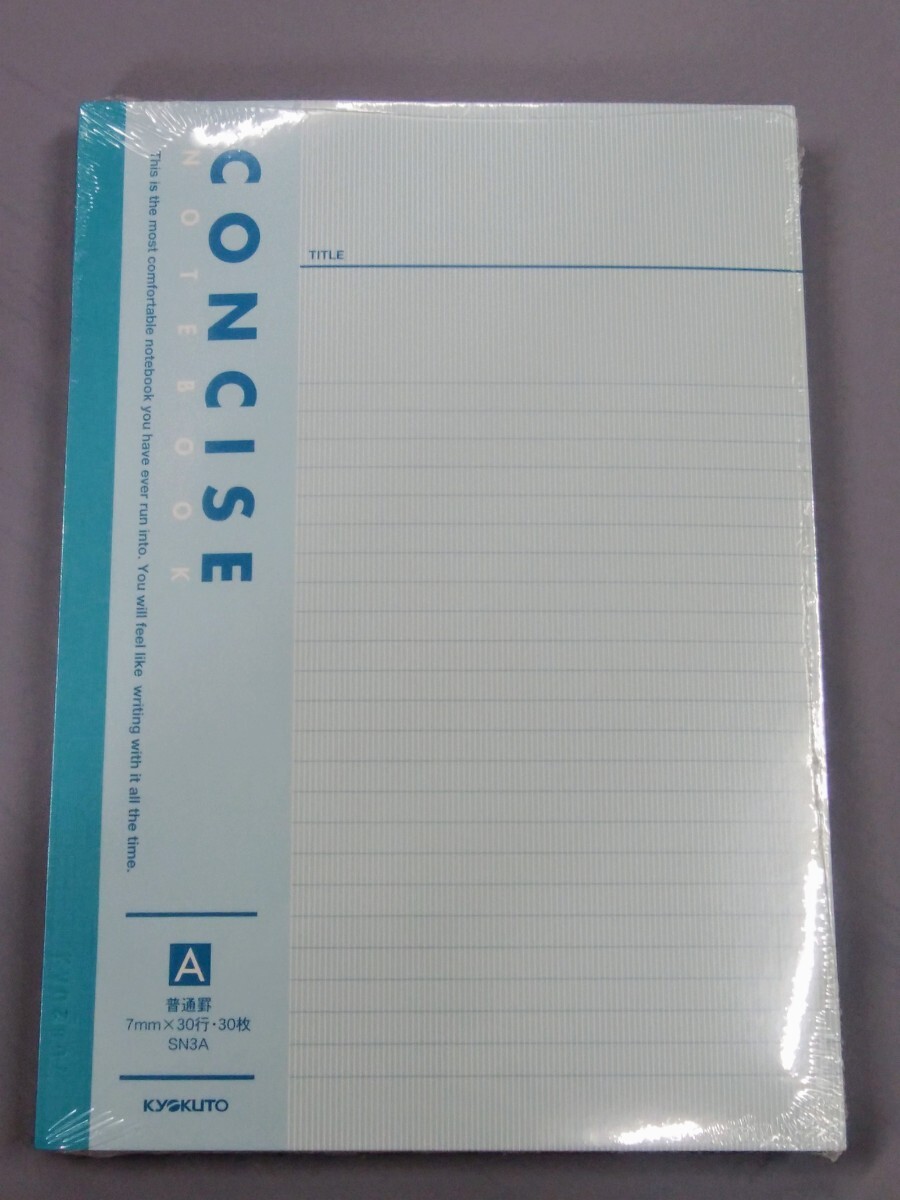 CONCISE
NOTEBOOK
This is the most comfortable notebook you have ever run into. You will feel like writing with it all the time.
TITLE
A
普通罫
7mm×30行・30枚
SN3A
KYOKUTO